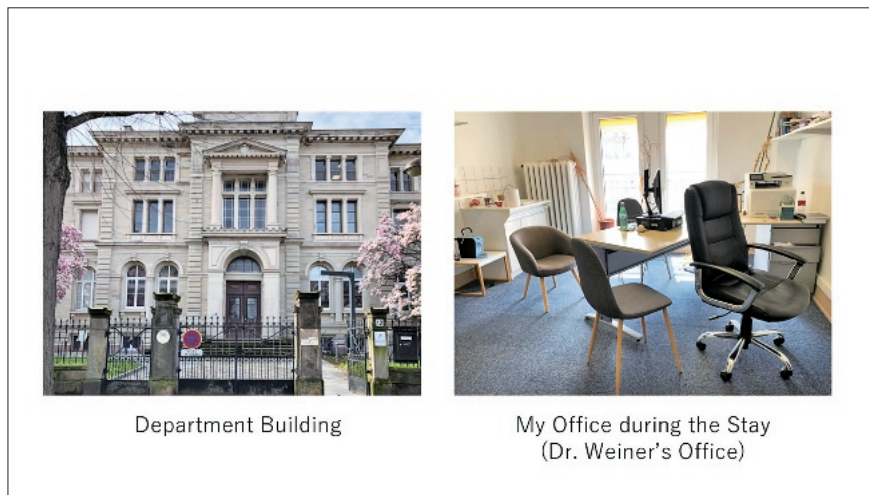 Department Building
My Office during the Stay
(Dr. Weiner's Office)